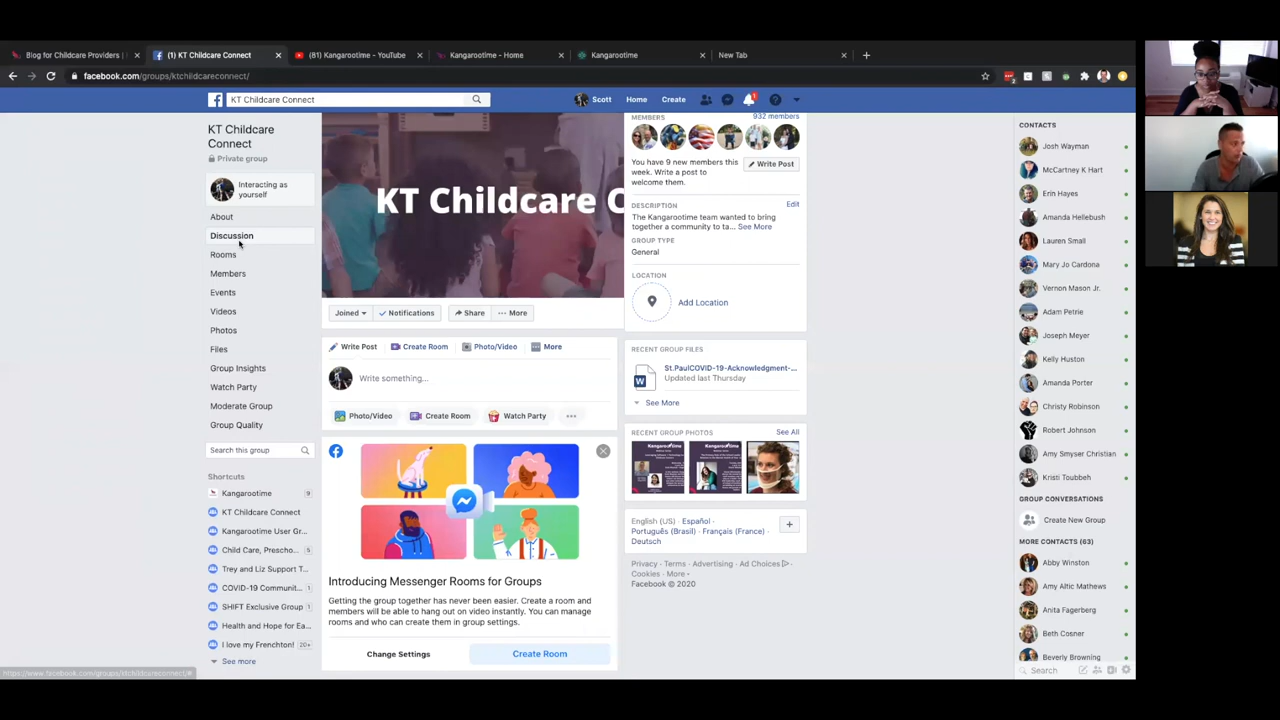 Blog for Childcare Providers |
(1) KT Childcare Connect
(81) Kangarootime - YouTube
Kangarootime - Home
Kangarootime
New Tab
facebook.com/groups/ktchildcareconnect/
KT Childcare Connect
Scott
Home
Create
1
KT Childcare
Connect
Private group
Interacting as
yourself
About
Discussion
Rooms
Members
Events
Videos
Photos
Files
Group Insights
Watch Party
Moderate Group
Group Quality
Search this group
Shortcuts
Kangarootime 9
KT Childcare Connect
Kangarootime User Gr...
Child Care, Prescho... 5
Trey and Liz Support T...
COVID-19 Communit... 1
SHIFT Exclusive Group 1
Health and Hope for Ea...
I love my Frenchton! 20+
See more
https://www.facebook.com/groups/ktchildcareconnect/#
KT Childcare C
Joined
Notifications
Share
More
Write Post
Create Room
Photo/Video
More
Write something...
Photo/Video
Create Room
Watch Party
Introducing Messenger Rooms for Groups
Getting the group together has never been easier. Create a room and
members will be able to hang out on video instantly. You can manage
rooms and who can create them in group settings.
Change Settings
Create Room
MEMBERS
932 members
You have 9 new members this
week. Write a post to
welcome them.
Write Post
DESCRIPTION
Edit
The Kangarootime team wanted to bring
together a community to ta... See More
GROUP TYPE
General
LOCATION
Add Location
RECENT GROUP FILES
St.PaulCOVID-19-Acknowledgment-...
Updated last Thursday
See More
RECENT GROUP PHOTOS
See All
Kangarootime
Kangarootime
English (US) · Español ·
Português (Brasil) · Français (France) ·
Deutsch
Privacy · Terms · Advertising · Ad Choices ·
Cookies · More
Facebook © 2020
CONTACTS
Josh Wayman
McCartney K Hart
Erin Hayes
Amanda Hellebush
Lauren Small
Mary Jo Cardona
Vernon Mason Jr.
Adam Petrie
Joseph Meyer
Kelly Huston
Amanda Porter
Christy Robinson
Robert Johnson
Amy Smyser Christian
Kristi Toubbeh
GROUP CONVERSATIONS
Create New Group
MORE CONTACTS (63)
Abby Winston
Amy Altic Mathews
Anita Fagerberg
Beth Cosner
Beverly Browning
Search